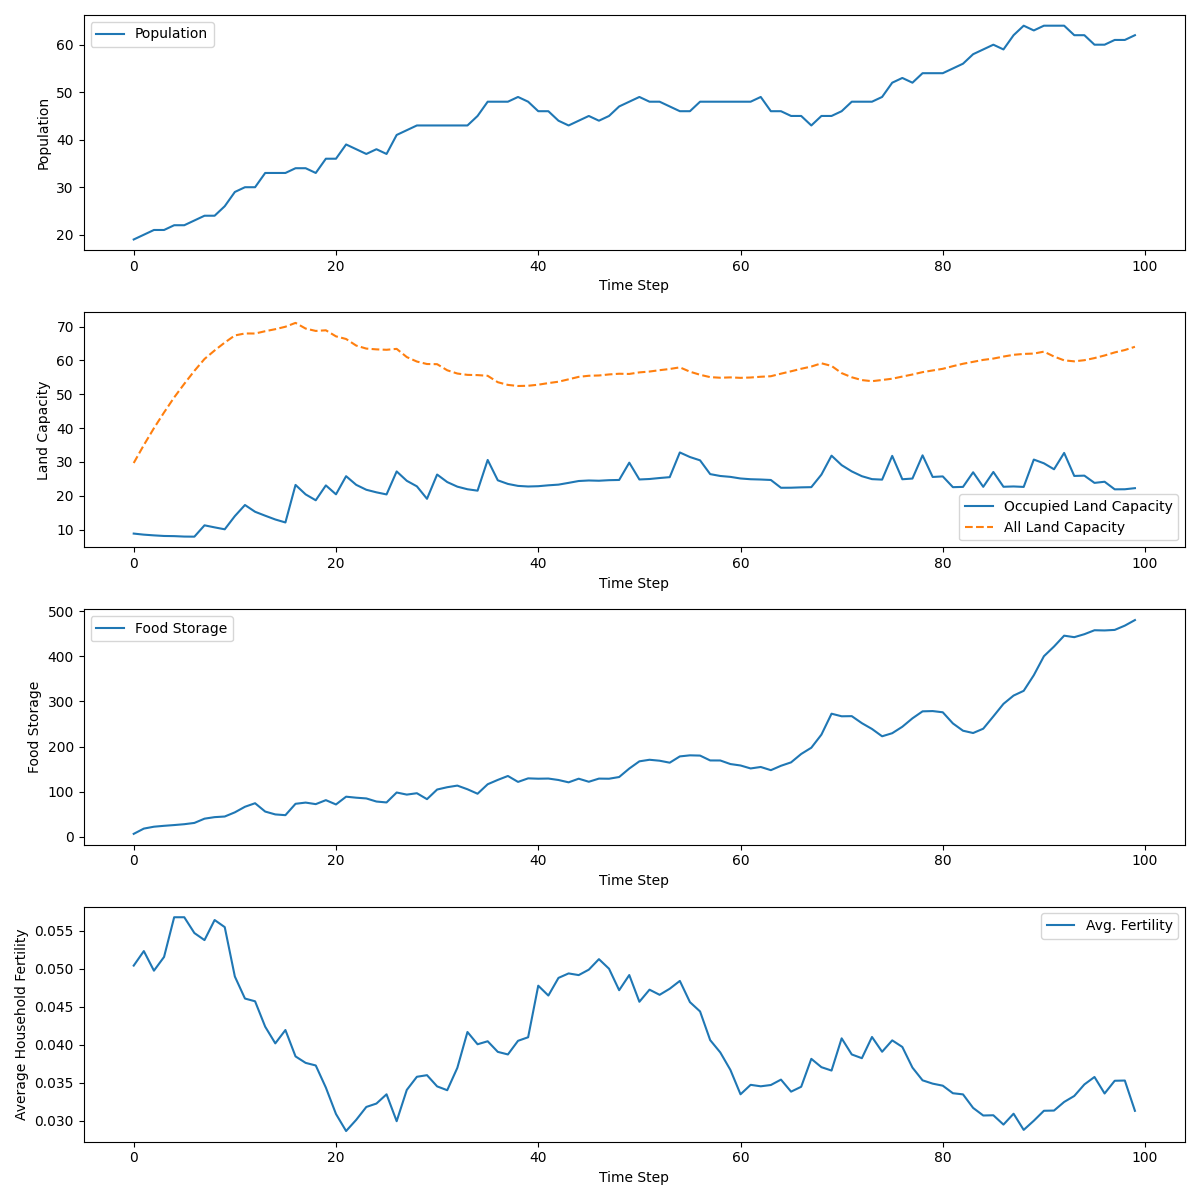 Population
60
50
40
30
20
Population
0 20 40 60 80 100
Time Step
70
60
50
40
30
20
10
Land Capacity
Occupied Land Capacity
All Land Capacity
0 20 40 60 80 100
Time Step
500
400
300
200
100
0
Food Storage
Food Storage
0 20 40 60 80 100
Time Step
0.055
0.050
0.045
0.040
0.035
0.030
Average Household Fertility
Avg. Fertility
0 20 40 60 80 100
Time Step